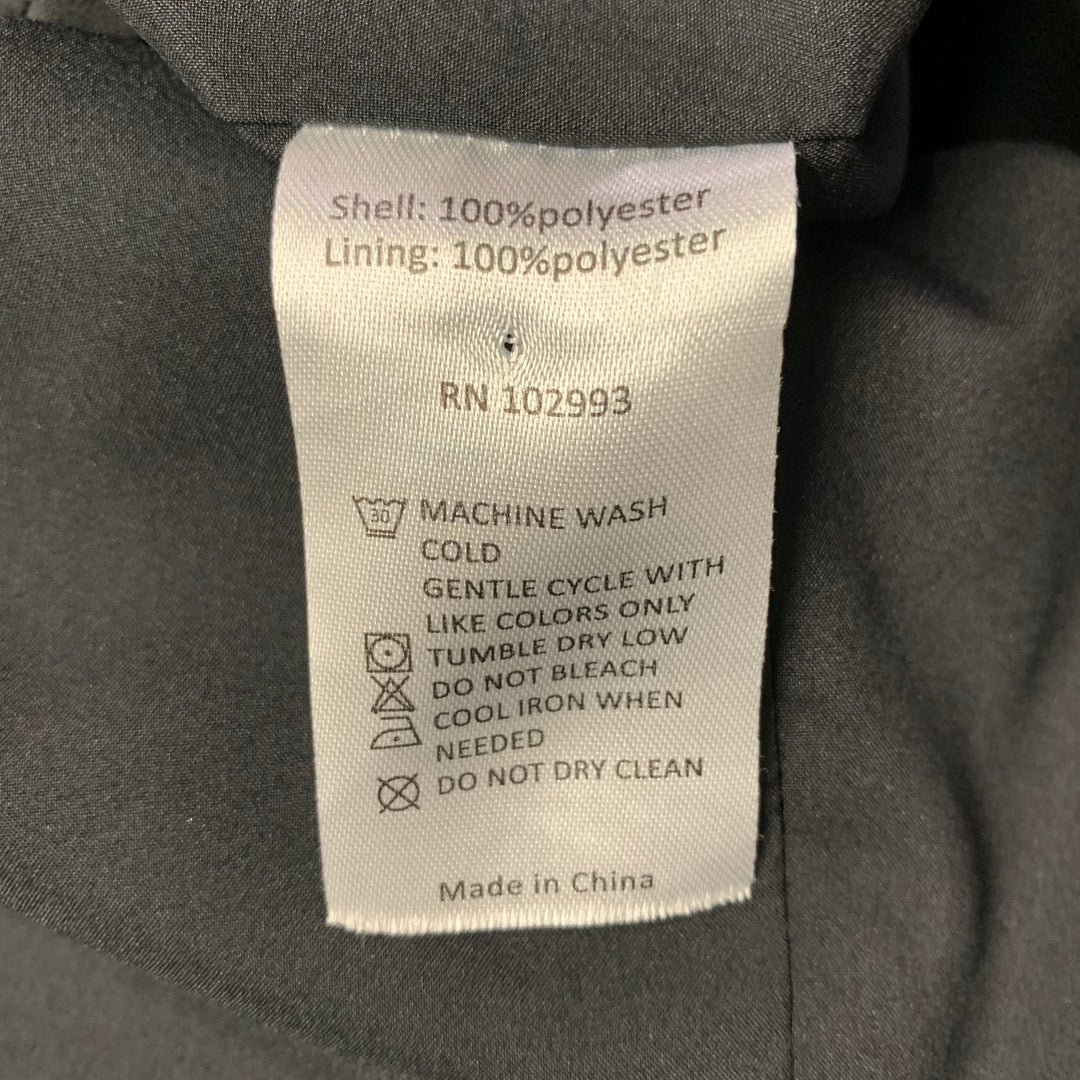 Shell: 100%polyester
Lining: 100%polyester
RN 102993
30 MACHINE WASH
COLD
GENTLE CYCLE WITH
LIKE COLORS ONLY
TUMBLE DRY LOW
DO NOT BLEACH
COOL IRON WHEN
NEEDED
DO NOT DRY CLEAN
Made in China